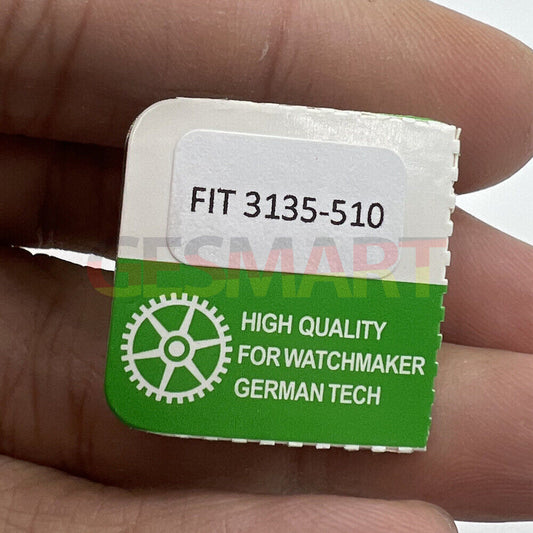 FIT 3135-510
GESMART
HIGH QUALITY
FOR WATCHMAKER
GERMAN TECH